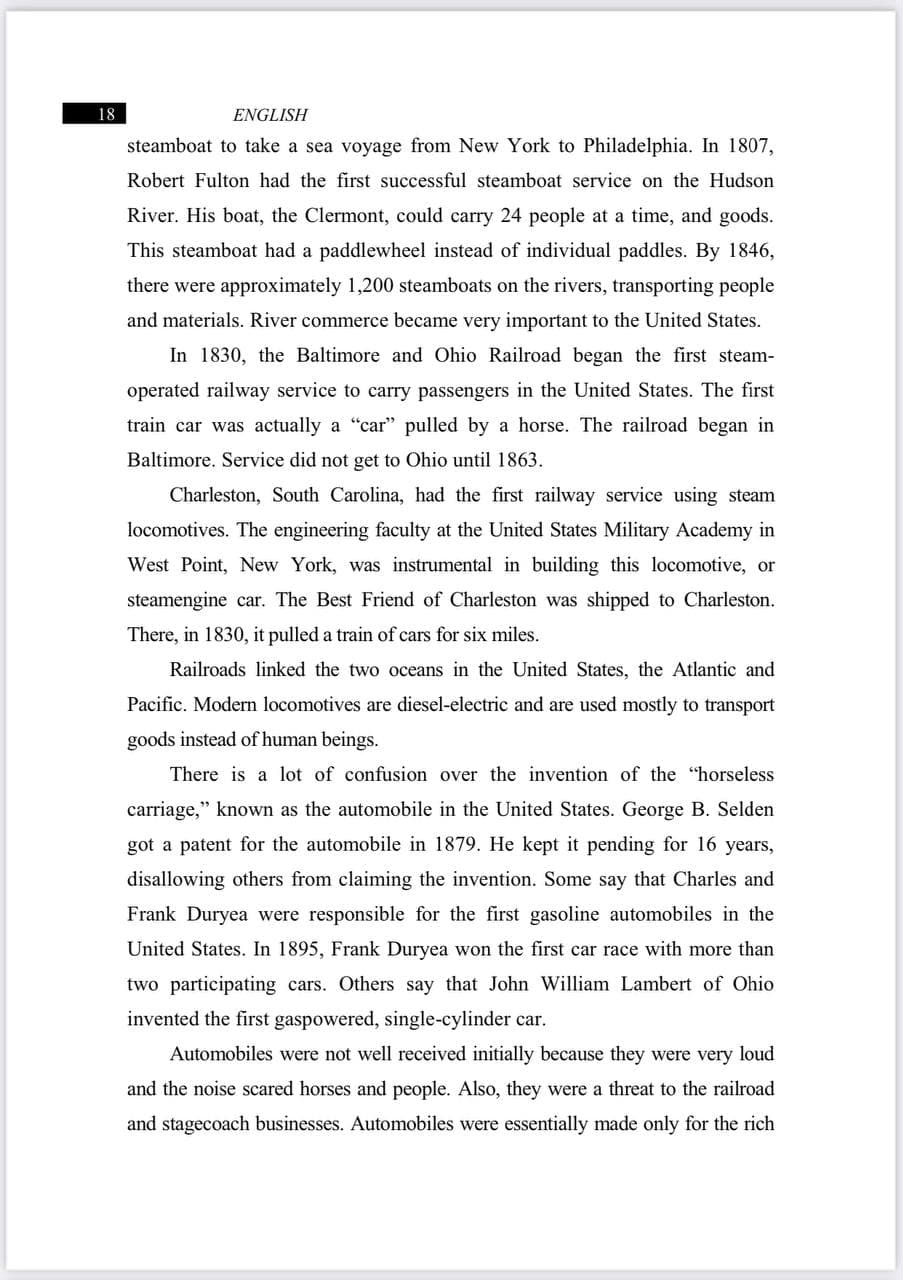 18 ENGLISH
steamboat to take a sea voyage from New York to Philadelphia. In 1807,
Robert Fulton had the first successful steamboat service on the Hudson
River. His boat, the Clermont, could carry 24 people at a time, and goods.
This steamboat had a paddlewheel instead of individual paddles. By 1846,
there were approximately 1,200 steamboats on the rivers, transporting people
and materials. River commerce became very important to the United States.
In 1830, the Baltimore and Ohio Railroad began the first steam-
operated railway service to carry passengers in the United States. The first
train car was actually a “car” pulled by a horse. The railroad began in
Baltimore. Service did not get to Ohio until 1863.
Charleston, South Carolina, had the first railway service using steam
locomotives. The engineering faculty at the United States Military Academy in
West Point, New York, was instrumental in building this locomotive, or
steamengine car. The Best Friend of Charleston was shipped to Charleston.
There, in 1830, it pulled a train of cars for six miles.
Railroads linked the two oceans in the United States, the Atlantic and
Pacific. Modern locomotives are diesel-electric and are used mostly to transport
goods instead of human beings.
There is a lot of confusion over the invention of the “horseless
carriage,” known as the automobile in the United States. George B. Selden
got a patent for the automobile in 1879. He kept it pending for 16 years,
disallowing others from claiming the invention. Some say that Charles and
Frank Duryea were responsible for the first gasoline automobiles in the
United States. In 1895, Frank Duryea won the first car race with more than
two participating cars. Others say that John William Lambert of Ohio
invented the first gaspowered, single-cylinder car.
Automobiles were not well received initially because they were very loud
and the noise scared horses and people. Also, they were a threat to the railroad
and stagecoach businesses. Automobiles were essentially made only for the rich